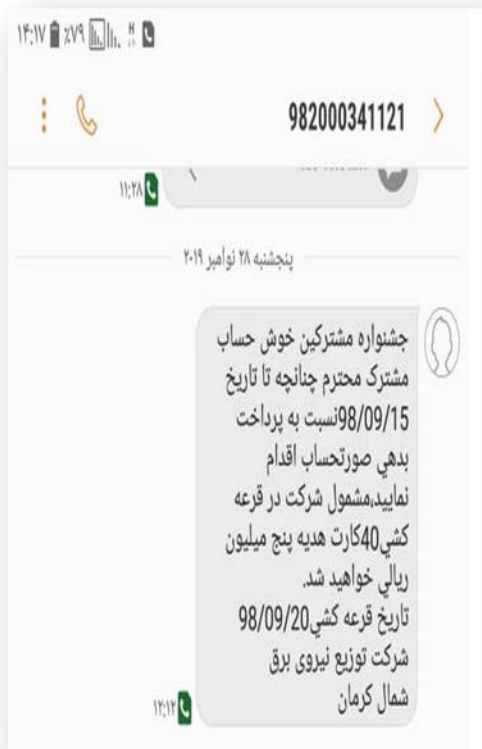 ۱۴:۱۷ ٪۷۹ H
982000341121
۱۱:۲۸
پنجشنبه ۲۸ نوامبر ۲۰۱۹
جشنواره مشترکین خوش حساب
مشترک محترم چنانچه تا تاریخ
98/09/15نسبت به پرداخت
بدهي صورتحساب اقدام
نمایید،مشمول شرکت در قرعه
کشي40کارت هدیه پنج میلیون
ریالي خواهید شد.
تاریخ قرعه کشي98/09/20
شرکت توزیع نیروی برق
شمال کرمان
۱۲:۱۲